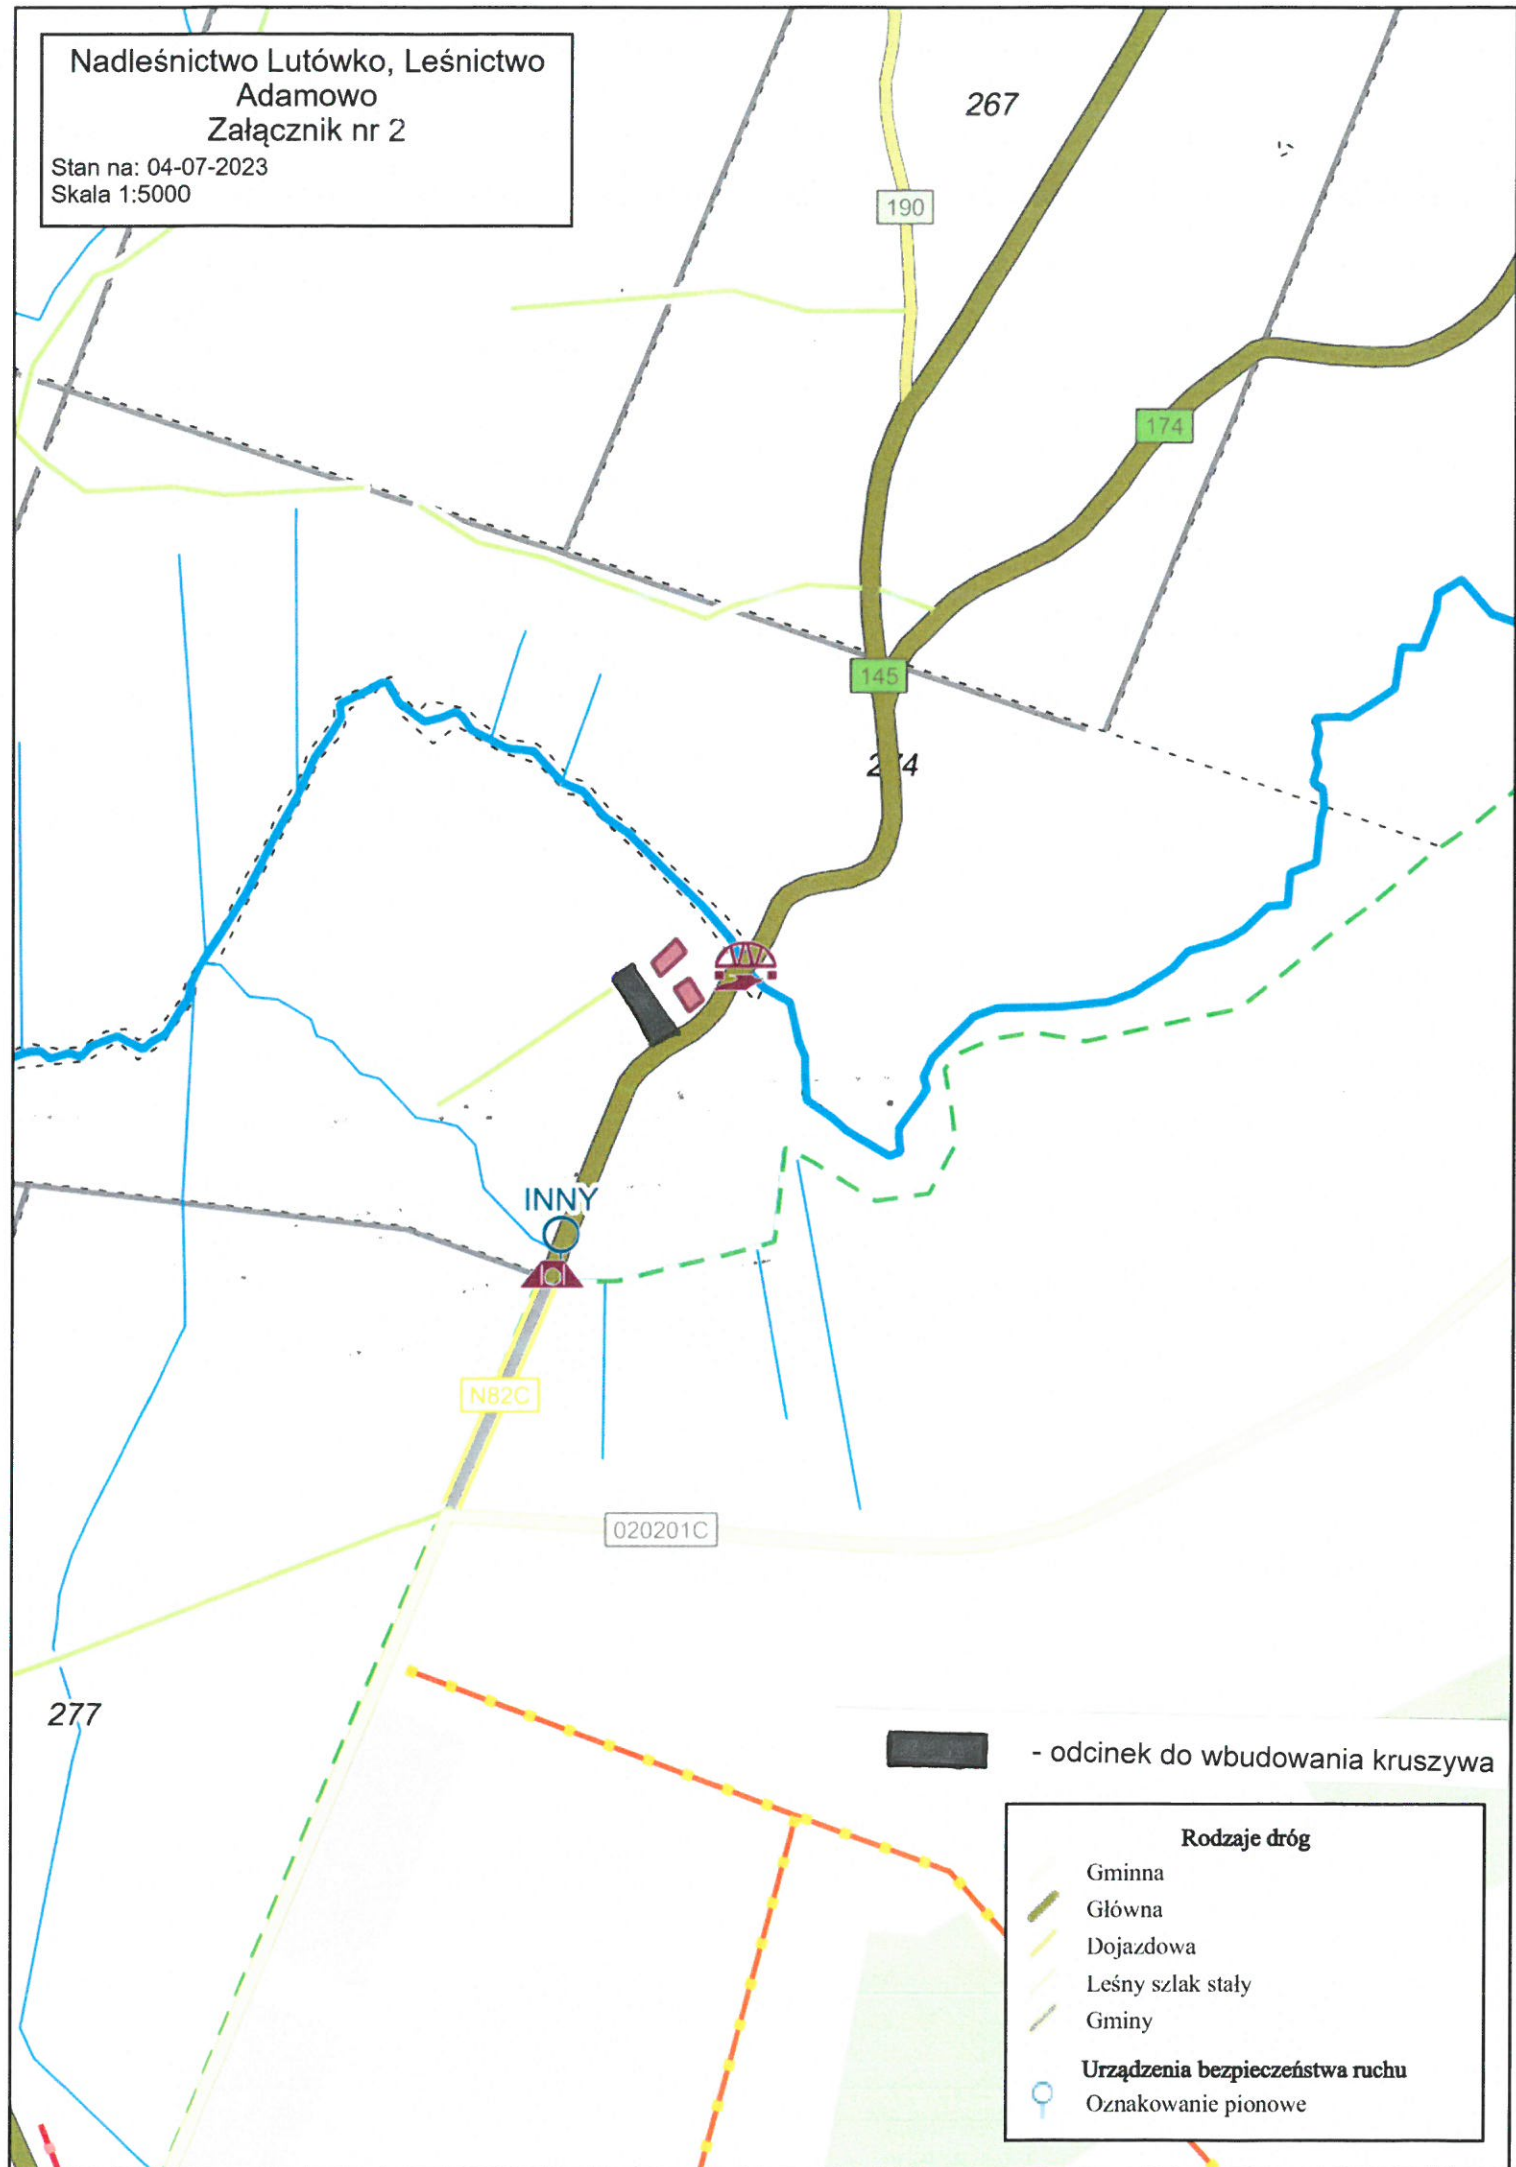 Nadleśnictwo Lutówko, Leśnictwo
Adamowo
Załącznik nr 2
Stan na: 04-07-2023
Skala 1:5000
267
190
174
145
274
INNY
N82C
020201C
277
- odcinek do wbudowania kruszywa
Rodzaje dróg
Gminna
Główna
Dojazdowa
Leśny szlak stały
Gminy
Urządzenia bezpieczeństwa ruchu
Oznakowanie pionowe